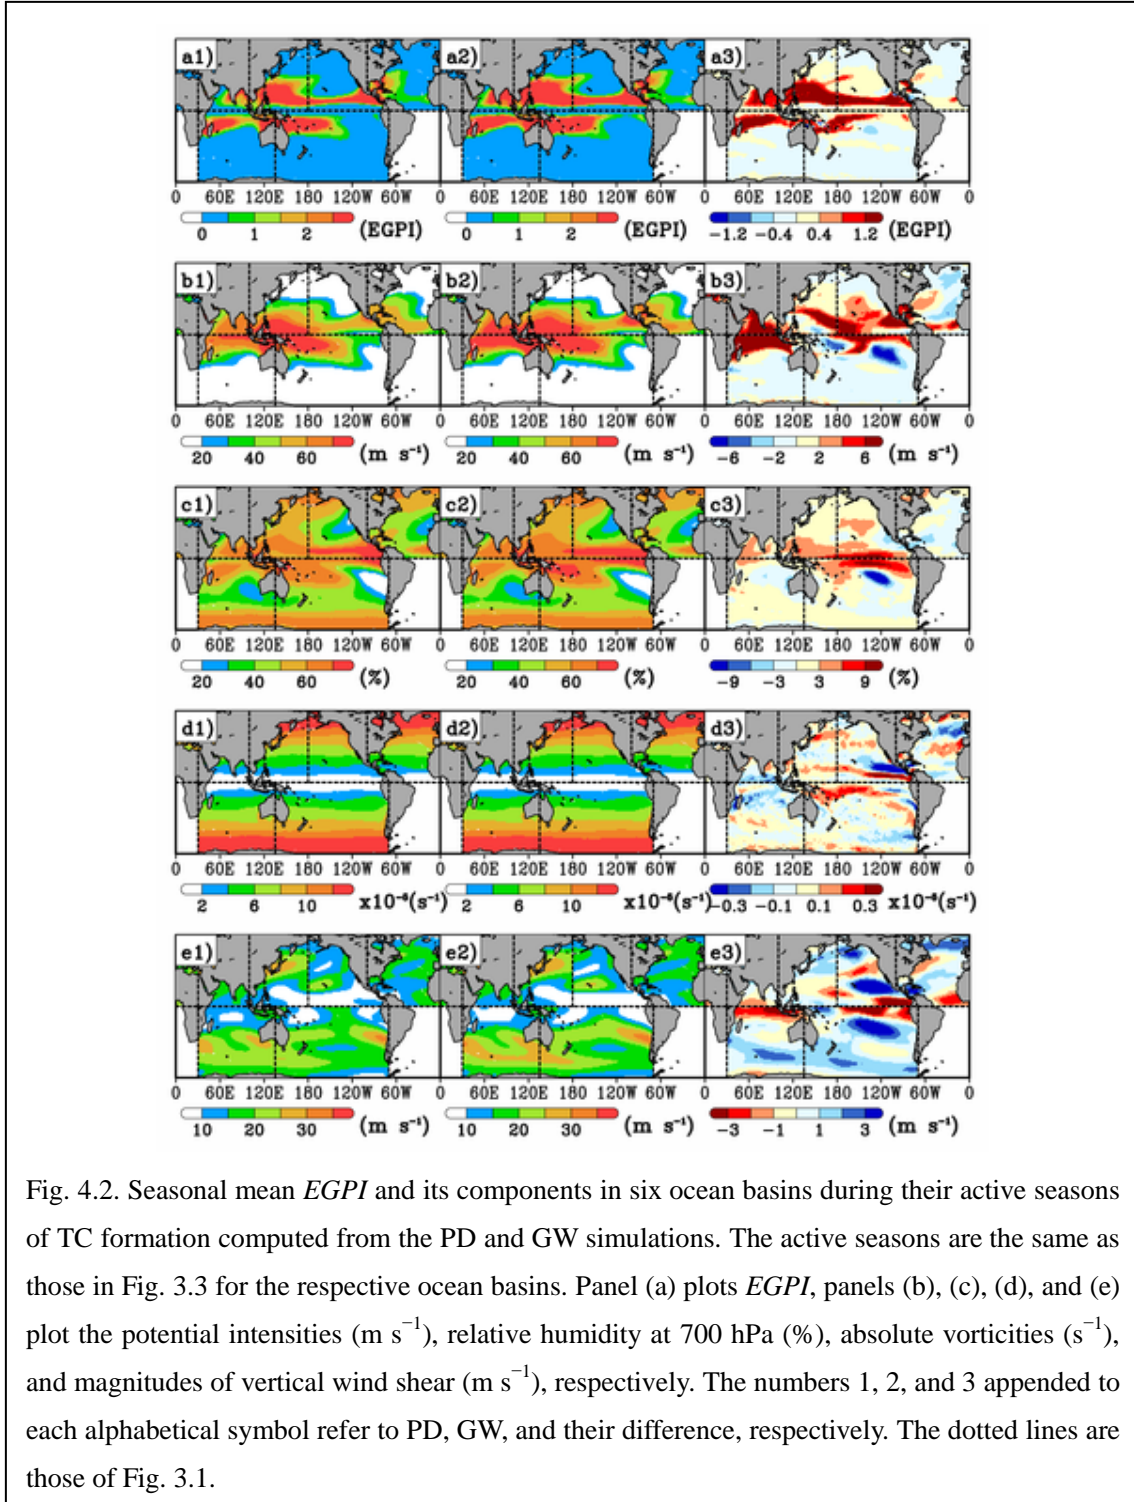 a1) a2) a3)
0 60E 120E 180 120W 60W 0 60E 120E 180 120W 60W 0 60E 120E 180 120W 60W 0
0 1 2 (EGPI) 0 1 2 (EGPI) −1.2 −0.4 0.4 1.2 (EGPI)
b1) b2) b3)
0 60E 120E 180 120W 60W 0 60E 120E 180 120W 60W 0 60E 120E 180 120W 60W 0
20 40 60 (m s⁻¹) 20 40 60 (m s⁻¹) −6 −2 2 6 (m s⁻¹)
c1) c2) c3)
0 60E 120E 180 120W 60W 0 60E 120E 180 120W 60W 0 60E 120E 180 120W 60W 0
20 40 60 (%) 20 40 60 (%) −9 −3 3 9 (%)
d1) d2) d3)
0 60E 120E 180 120W 60W 0 60E 120E 180 120W 60W 0 60E 120E 180 120W 60W 0
2 6 10 (s⁻¹) 2 6 10 (s⁻¹) −0.3 −0.1 0.1 0.3 (s⁻¹)
e1) e2) e3)
0 60E 120E 180 120W 60W 0 60E 120E 180 120W 60W 0 60E 120E 180 120W 60W 0
10 20 30 (m s⁻¹) 10 20 30 (m s⁻¹) −3 −1 1 3 (m s⁻¹)
Fig. 4.2. Seasonal mean EGPI and its components in six ocean basins during their active seasons
of TC formation computed from the PD and GW simulations. The active seasons are the same as
those in Fig. 3.3 for the respective ocean basins. Panel (a) plots EGPI, panels (b), (c), (d), and (e)
plot the potential intensities (m s⁻¹), relative humidity at 700 hPa (%), absolute vorticities (s⁻¹),
and magnitudes of vertical wind shear (m s⁻¹), respectively. The numbers 1, 2, and 3 appended to
each alphabetical symbol refer to PD, GW, and their difference, respectively. The dotted lines are
those of Fig. 3.1.